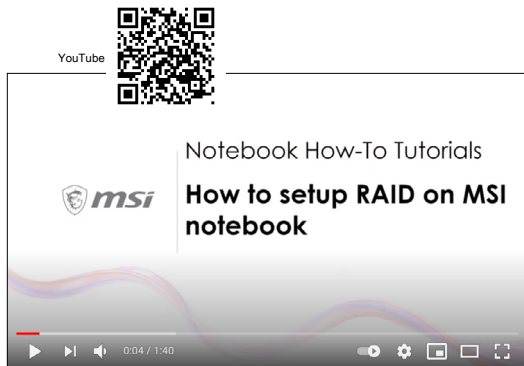 YouTube
Notebook How-To Tutorials
msi
How to setup RAID on MSI
notebook
0:04 / 1:40